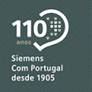 110
anos
Siemens
Com Portugal
desde 1905